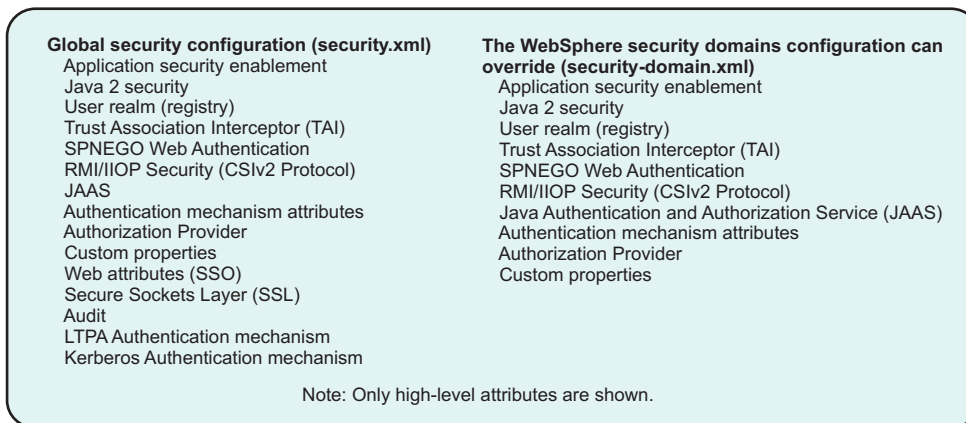 Global security configuration (security.xml)
Application security enablement
Java 2 security
User realm (registry)
Trust Association Interceptor (TAI)
SPNEGO Web Authentication
RMI/IIOP Security (CSIv2 Protocol)
JAAS
Authentication mechanism attributes
Authorization Provider
Custom properties
Web attributes (SSO)
Secure Sockets Layer (SSL)
Audit
LTPA Authentication mechanism
Kerberos Authentication mechanism
The WebSphere security domains configuration can
override (security-domain.xml)
Application security enablement
Java 2 security
User realm (registry)
Trust Association Interceptor (TAI)
SPNEGO Web Authentication
RMI/IIOP Security (CSIv2 Protocol)
Java Authentication and Authorization Service (JAAS)
Authentication mechanism attributes
Authorization Provider
Custom properties
Note: Only high-level attributes are shown.